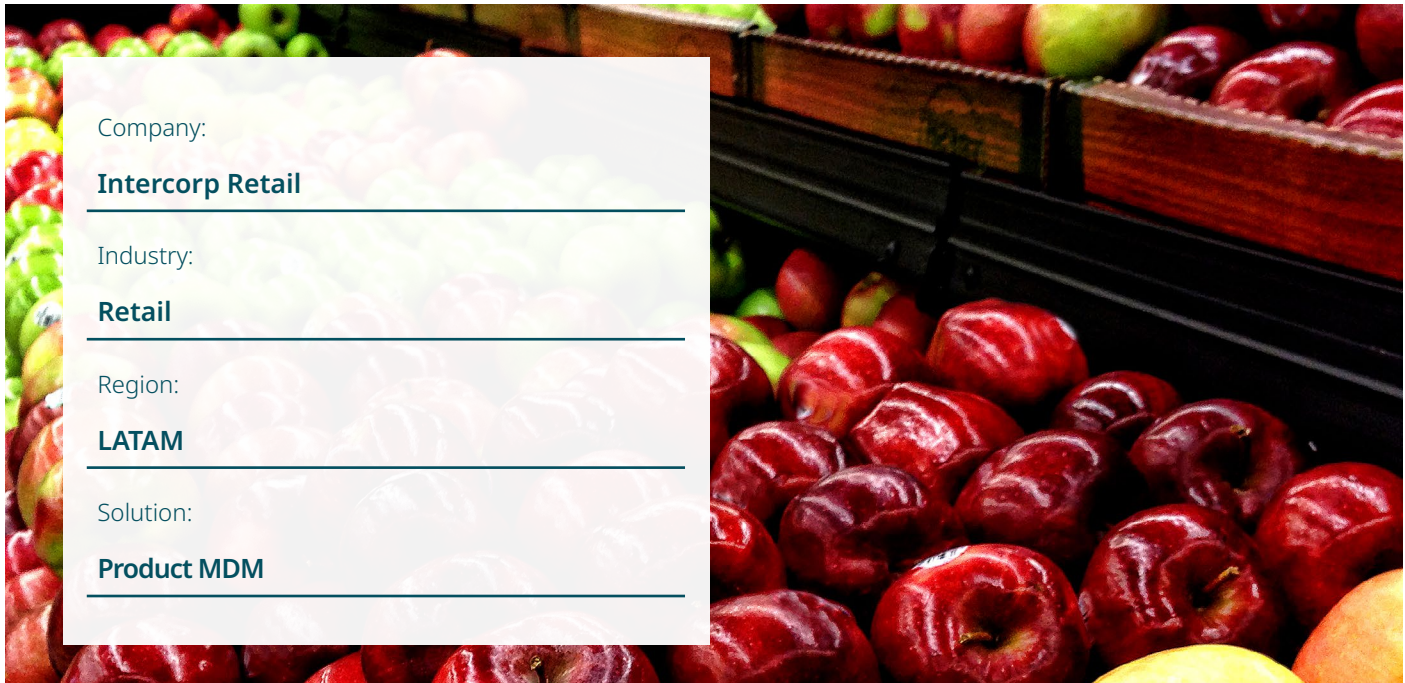 Company:
Intercorp Retail
Industry:
Retail
Region:
LATAM
Solution:
Product MDM